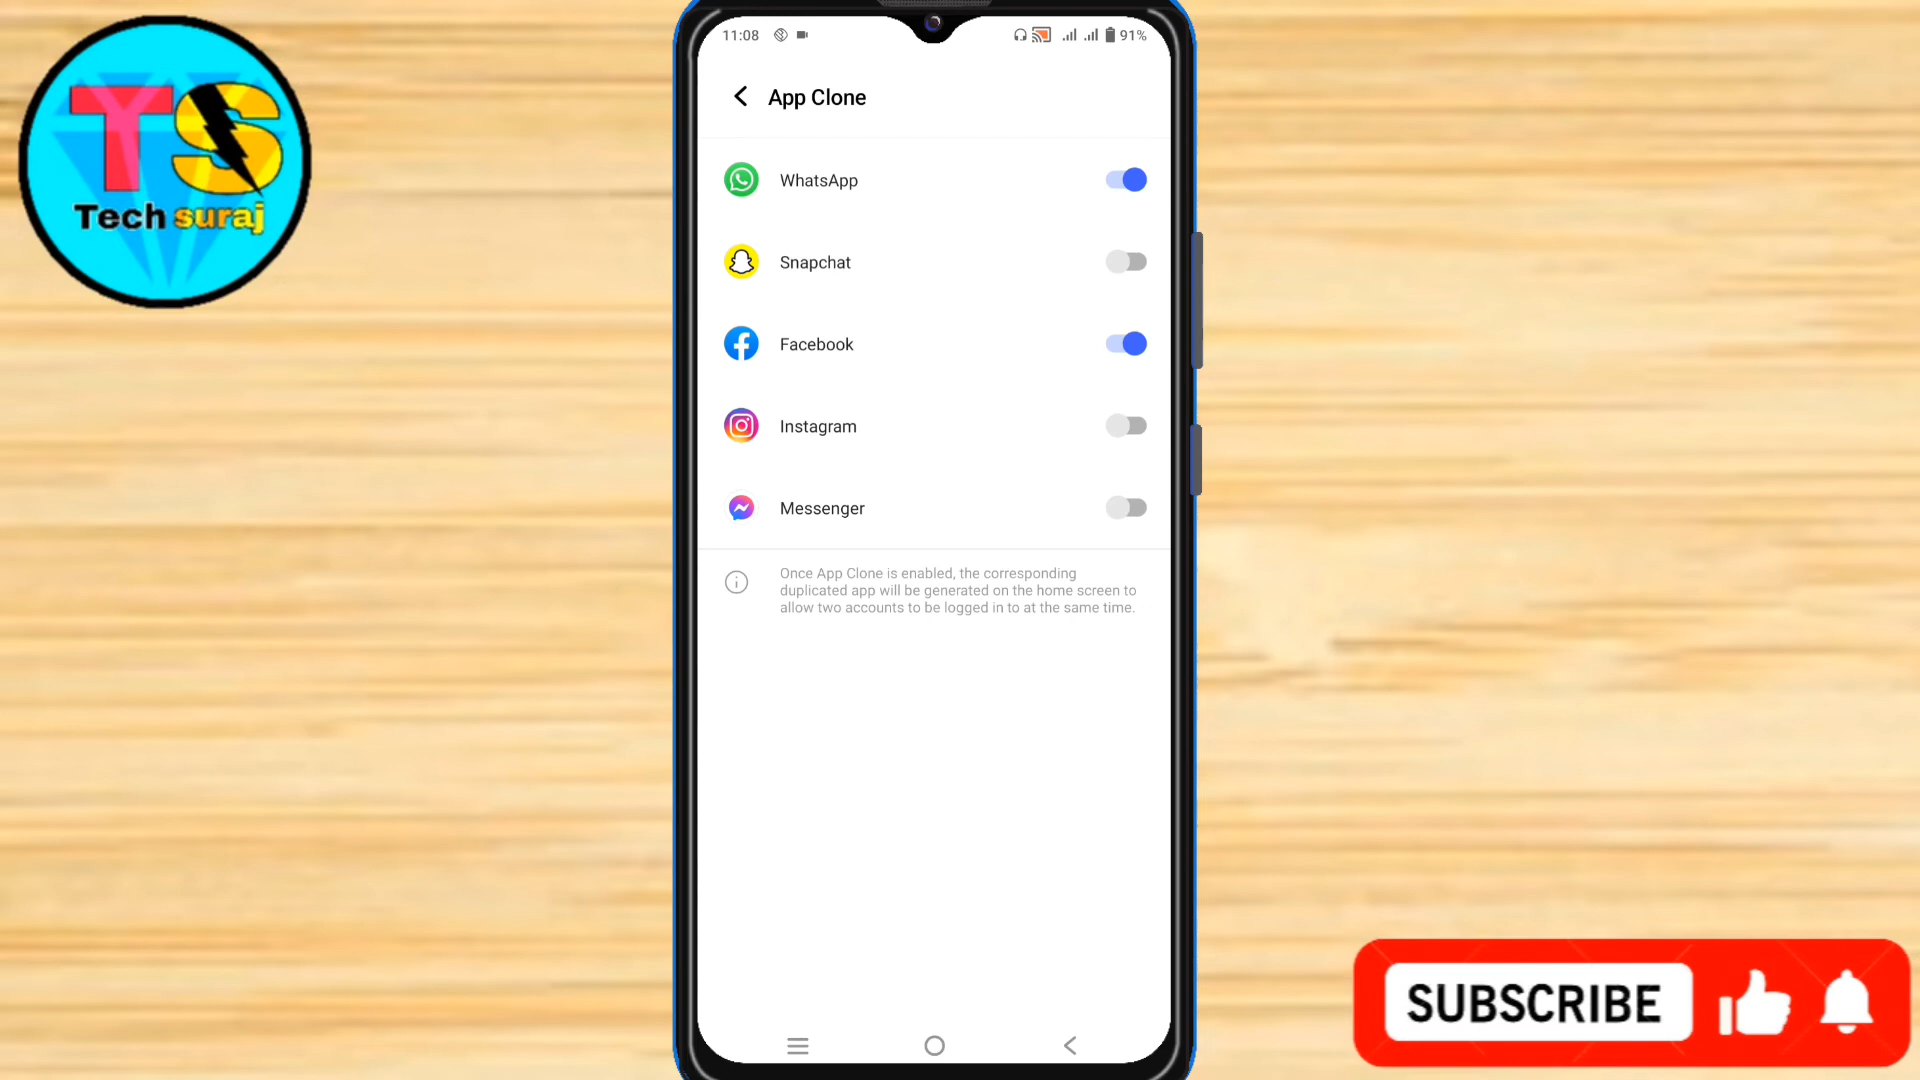 TS
Tech suraj
11:08
91%
App Clone
WhatsApp
Snapchat
Facebook
Instagram
Messenger
Once App Clone is enabled, the corresponding
duplicated app will be generated on the home screen to
allow two accounts to be logged in to at the same time.
SUBSCRIBE